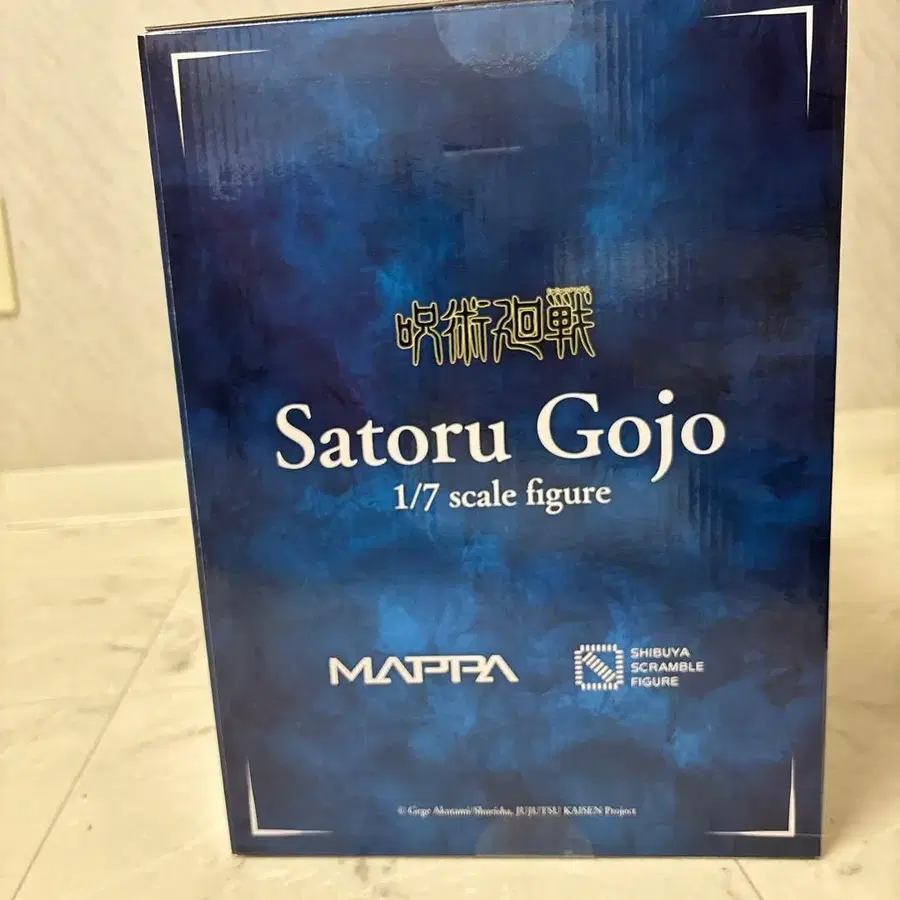 呪術廻戦
Satoru Gojo
1/7 scale figure
MAPPA
SHIBUYA
SCRAMBLE
FIGURE
© Gege Akutami/Shueisha, JUJUTSU KAISEN Project